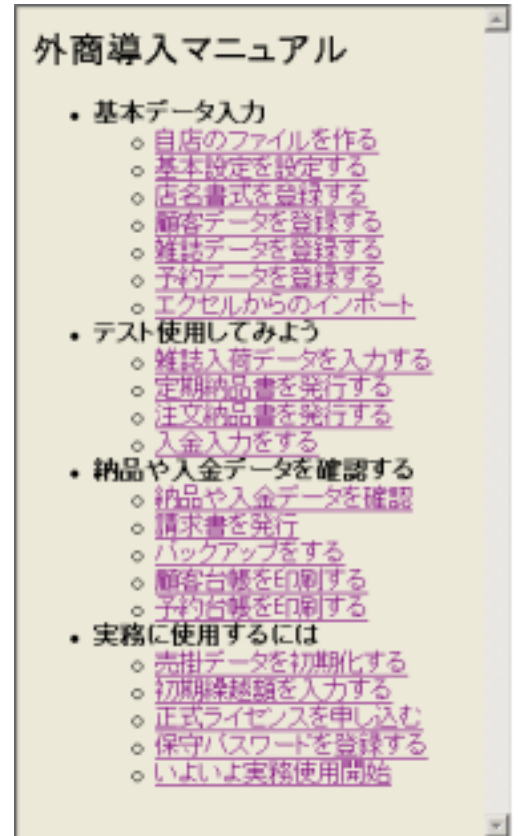 外商導入マニュアル
基本データ入力
自店のファイルを作る
基本設定を設定する
店名書式を登録する
顧客データを登録する
雑誌データを登録する
予約データを登録する
エクセルからのインポート
テスト使用してみよう
雑誌入荷データを入力する
定期納品書を発行する
注文納品書を発行する
入金入力をする
納品や入金データを確認する
納品や入金データを確認
請求書を発行
バックアップをする
顧客台帳を印刷する
予約台帳を印刷する
実務に使用するには
売掛データを初期化する
初期繰越額を入力する
正式ライセンスを申し込む
保守パスワードを登録する
いよいよ実務使用開始